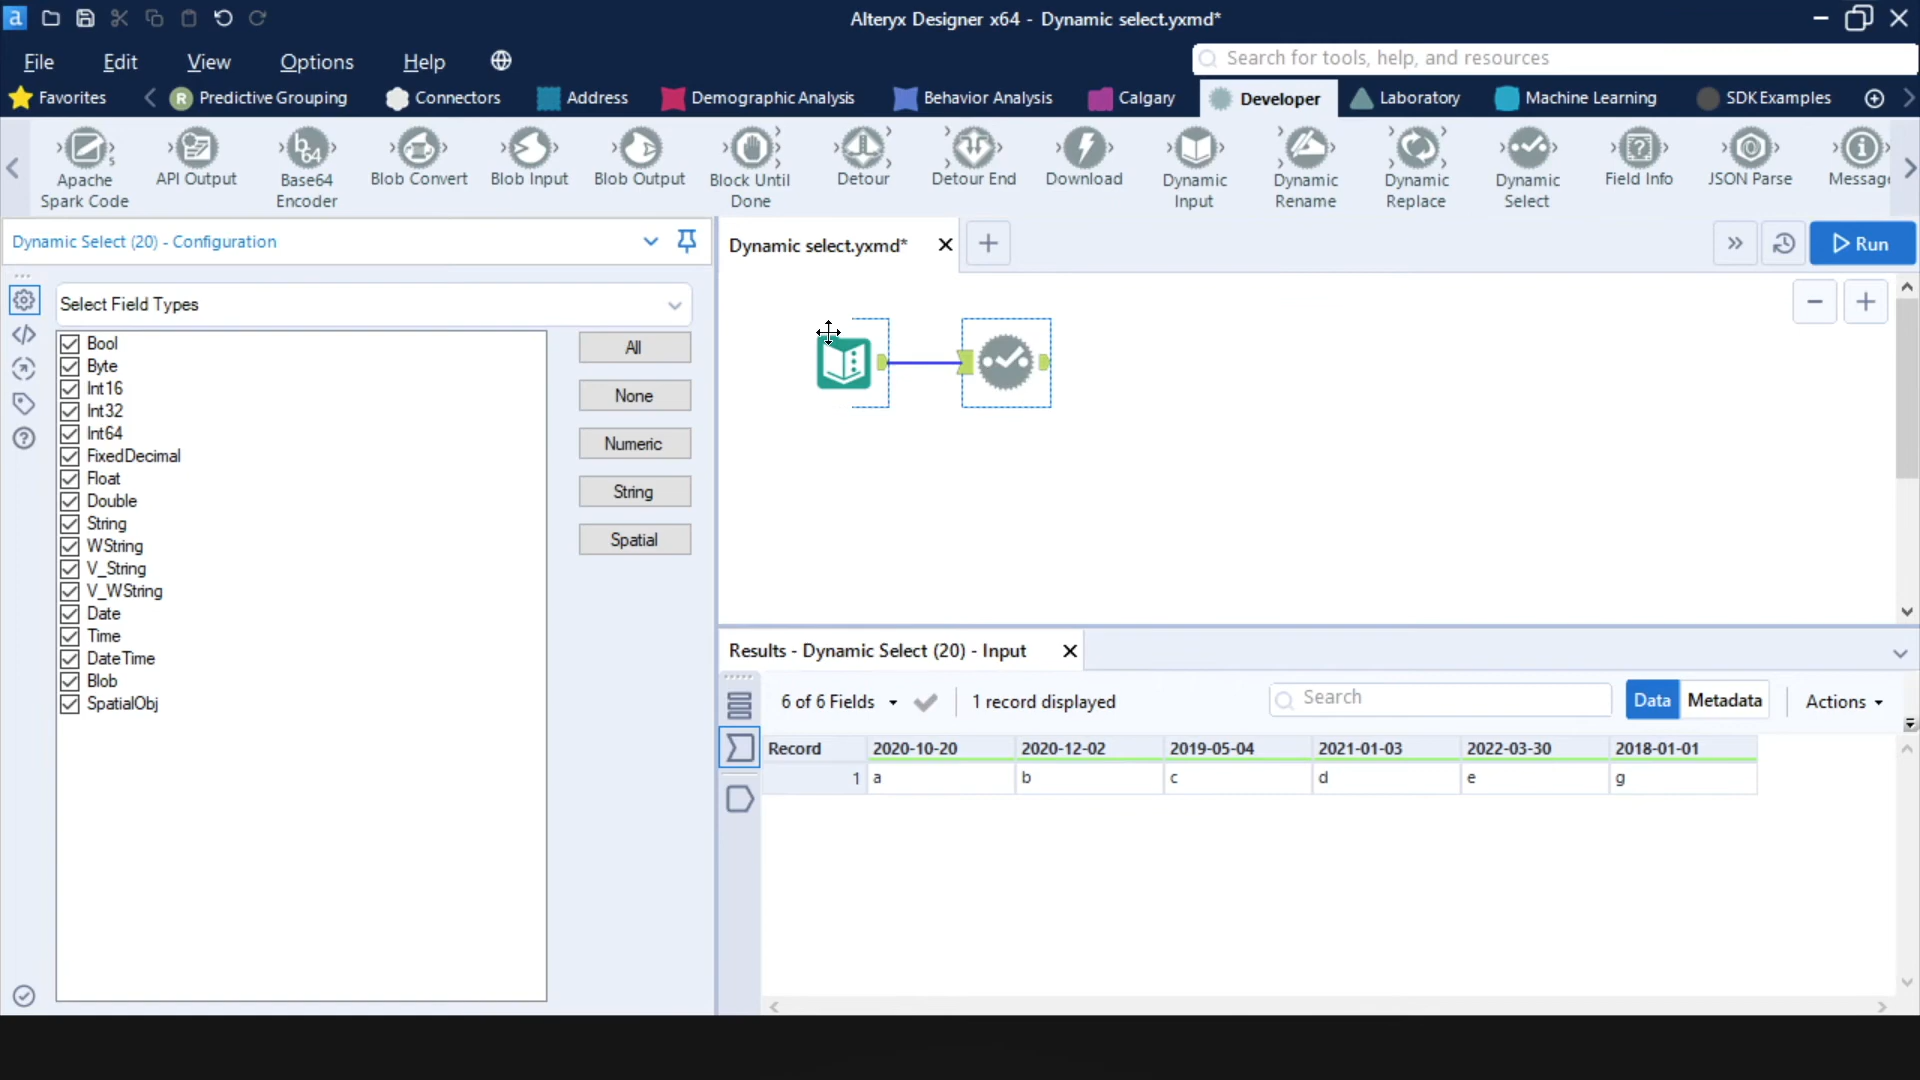 a
Alteryx Designer x64 - Dynamic select.yxmd*
File Edit View Options Help
Search for tools, help, and resources
Favorites Predictive Grouping Connectors Address Demographic Analysis Behavior Analysis Calgary Developer Laboratory Machine Learning SDK Examples
R
b64
Apache Spark Code API Output Base64 Encoder Blob Convert Blob Input Blob Output Block Until Done Detour Detour End Download Dynamic Input Dynamic Rename Dynamic Replace Dynamic Select Field Info JSON Parse Message
Dynamic Select (20) - Configuration
Dynamic select.yxmd*
Run
Select Field Types
Bool
Byte
Int16
Int32
Int64
FixedDecimal
Float
Double
String
WString
V_String
V_WString
Date
Time
DateTime
Blob
SpatialObj
All
None
Numeric
String
Spatial
Results - Dynamic Select (20) - Input
6 of 6 Fields 1 record displayed Search Data Metadata Actions
Record 2020-10-20 2020-12-02 2019-05-04 2021-01-03 2022-03-30 2018-01-01
1 a b c d e g